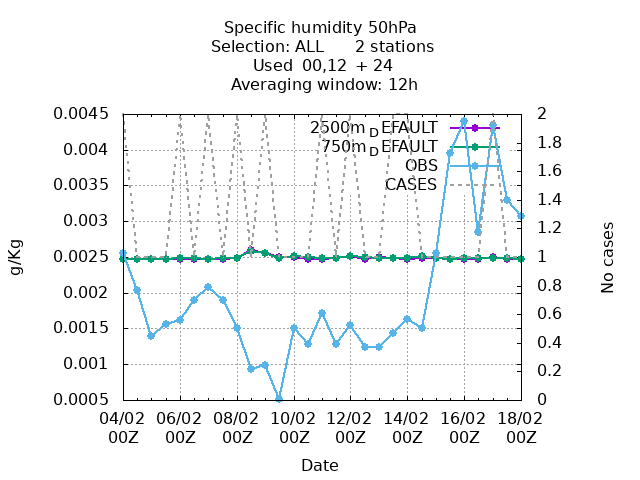 Specific humidity 50hPa
Selection: ALL 2 stations
Used 00,12 + 24
Averaging window: 12h
0.0045
0.004
0.0035
0.003
0.0025
0.002
0.0015
0.001
0.0005
g/Kg
2500m DEFAULT
750m DEFAULT
OBS
CASES
2
1.8
1.6
1.4
1.2
1
0.8
0.6
0.4
0.2
0
No cases
04/02 06/02 08/02 10/02 12/02 14/02 16/02 18/02
00Z 00Z 00Z 00Z 00Z 00Z 00Z 00Z
Date